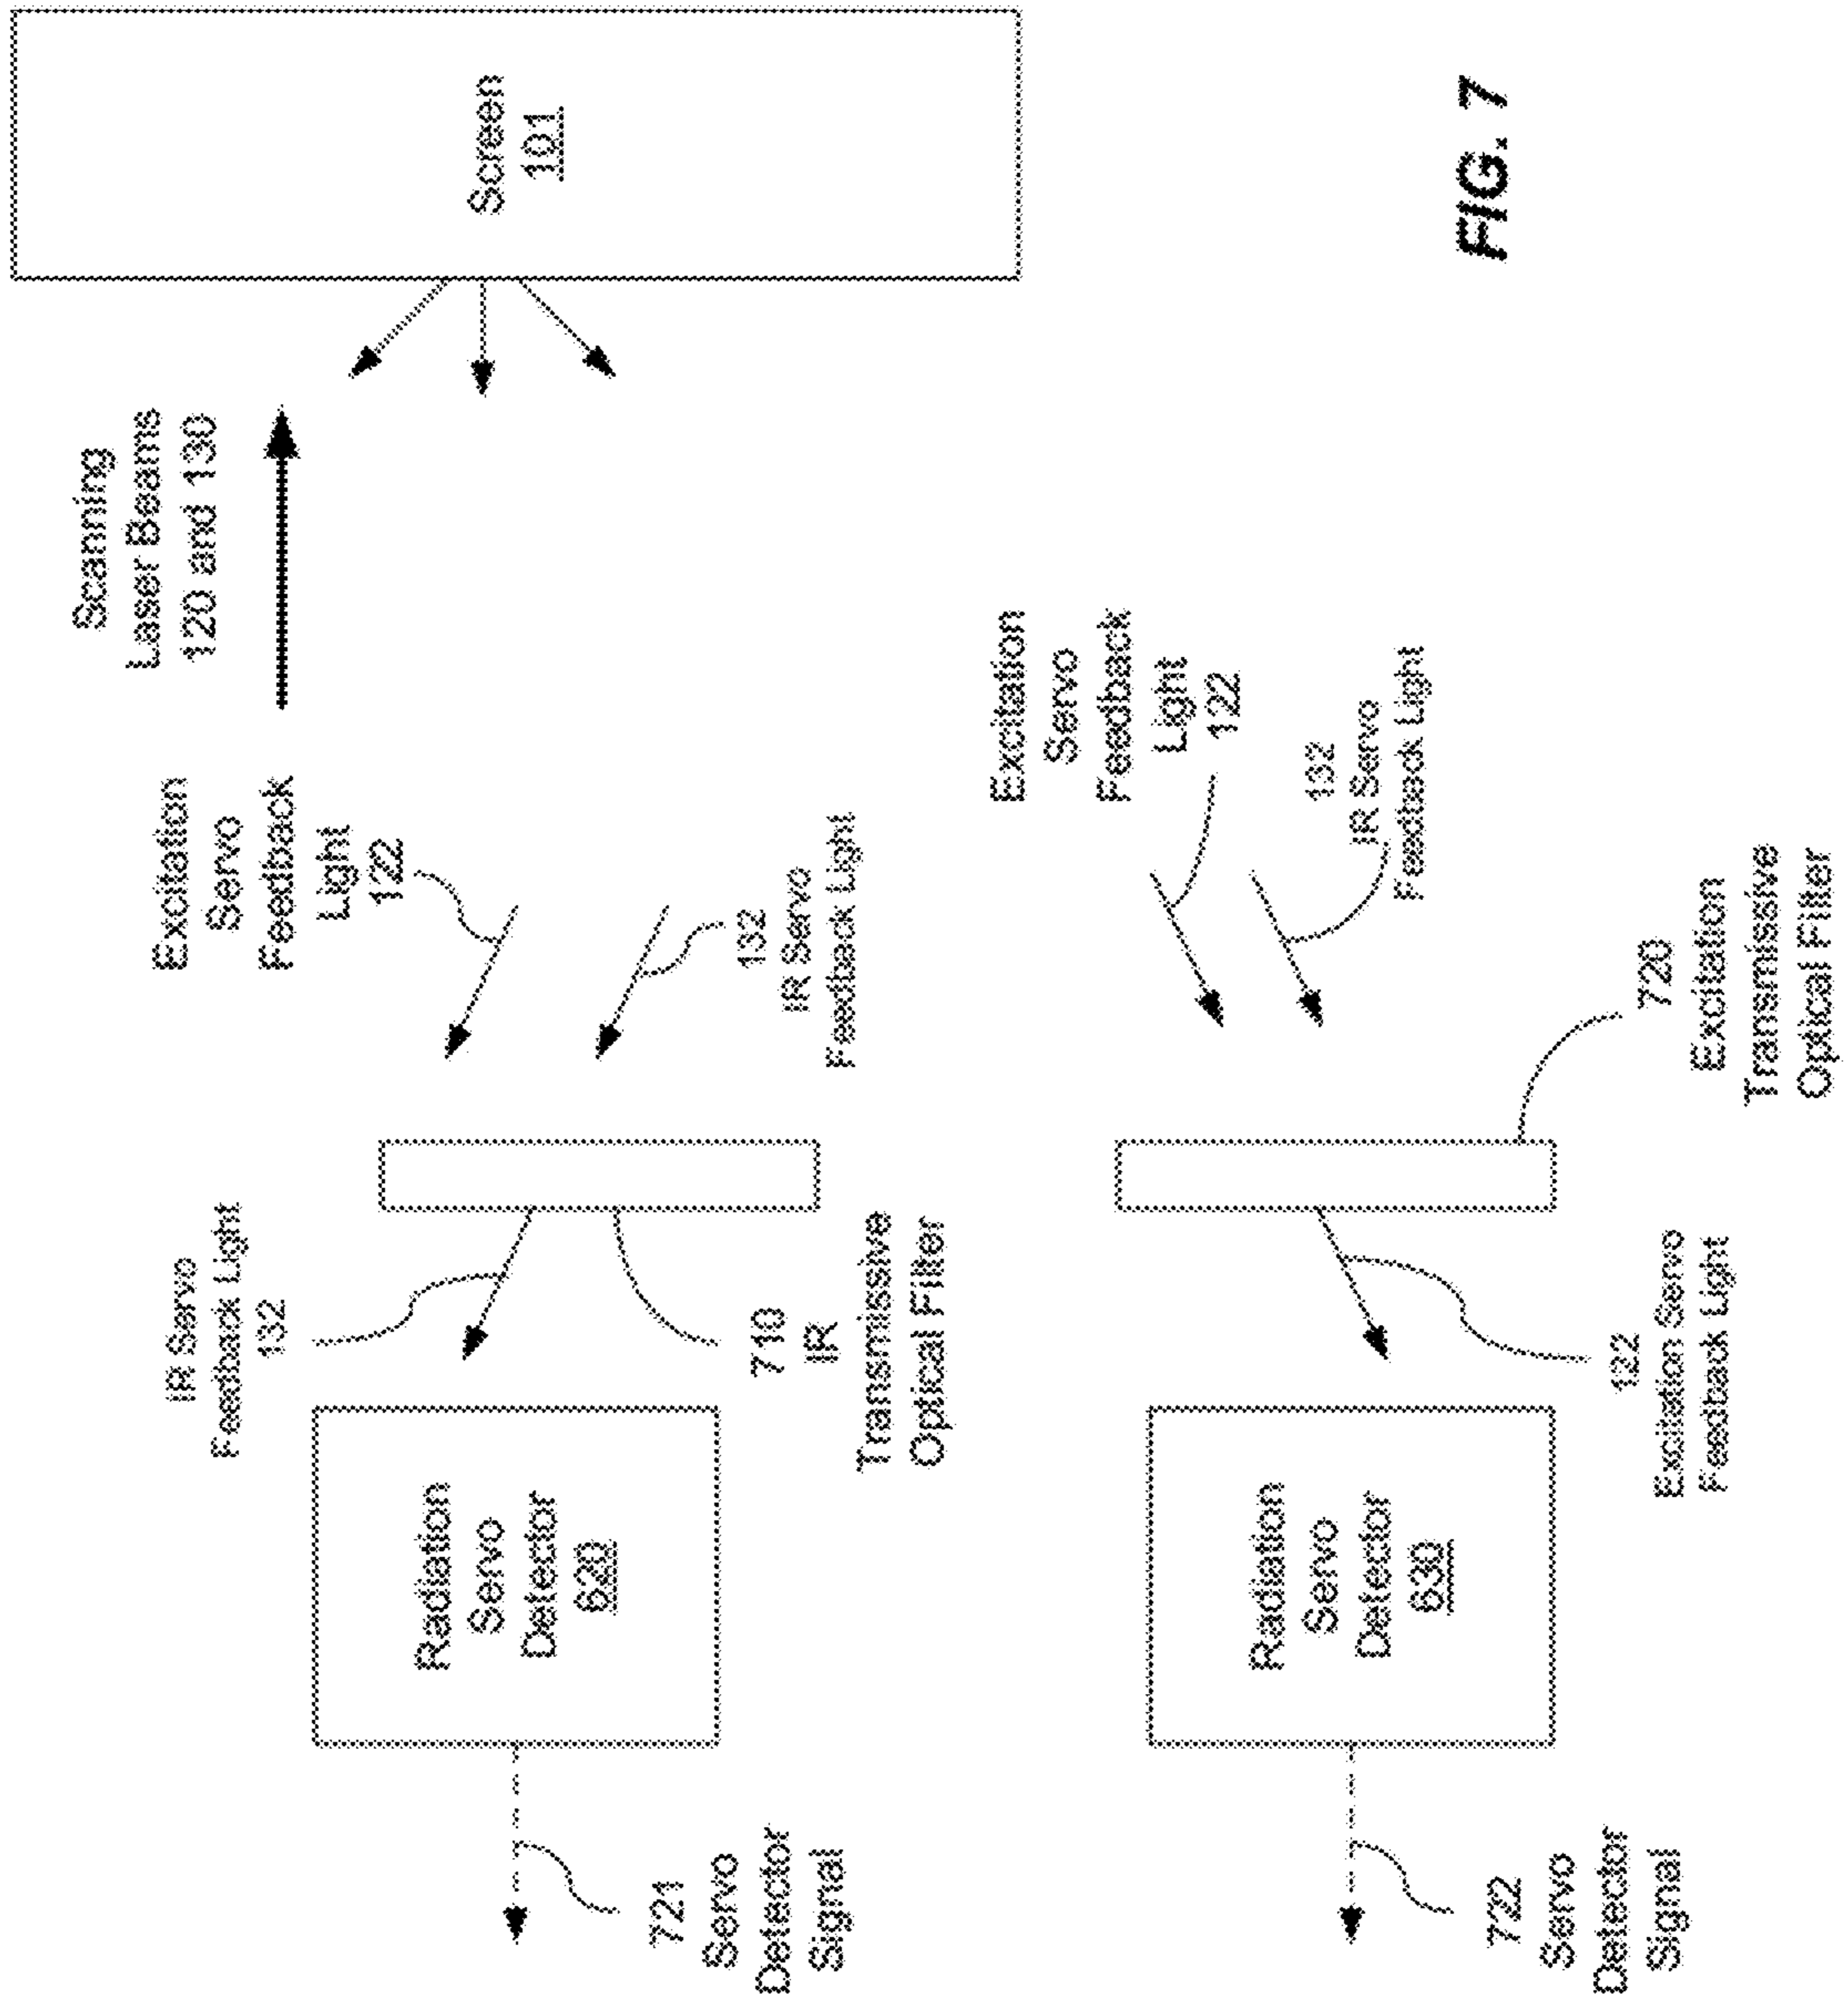 Screen
101
Scanning
Laser Beams
120 and 130
Excitation
Servo
Feedback
Light
122
132
IR Servo
Feedback Light
IR Servo
Feedback Light
132
710
IR
Transmissive
Optical Filter
Radiation
Servo
Detector
620
721
Servo
Detector
Signal
Excitation
Servo
Feedback
Light
122
132
IR Servo
Feedback Light
720
Excitation
Transmissive
Optical Filter
122
Excitation Servo
Feedback Light
Radiation
Servo
Detector
630
722
Servo
Detector
Signal
FIG. 7